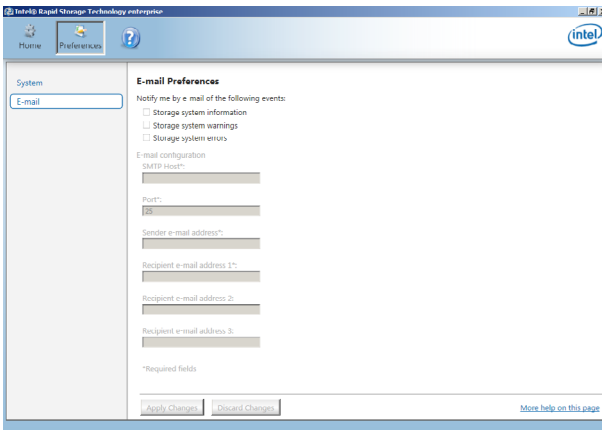 Intel® Rapid Storage Technology enterprise
Home
Preferences
?
intel
System
E-mail
E-mail Preferences
Notify me by e-mail of the following events:
Storage system information
Storage system warnings
Storage system errors
E-mail configuration
SMTP Host*:
Port*:
25
Sender e-mail address*:
Recipient e-mail address 1*:
Recipient e-mail address 2:
Recipient e-mail address 3:
*Required fields
Apply Changes
Discard Changes
More help on this page